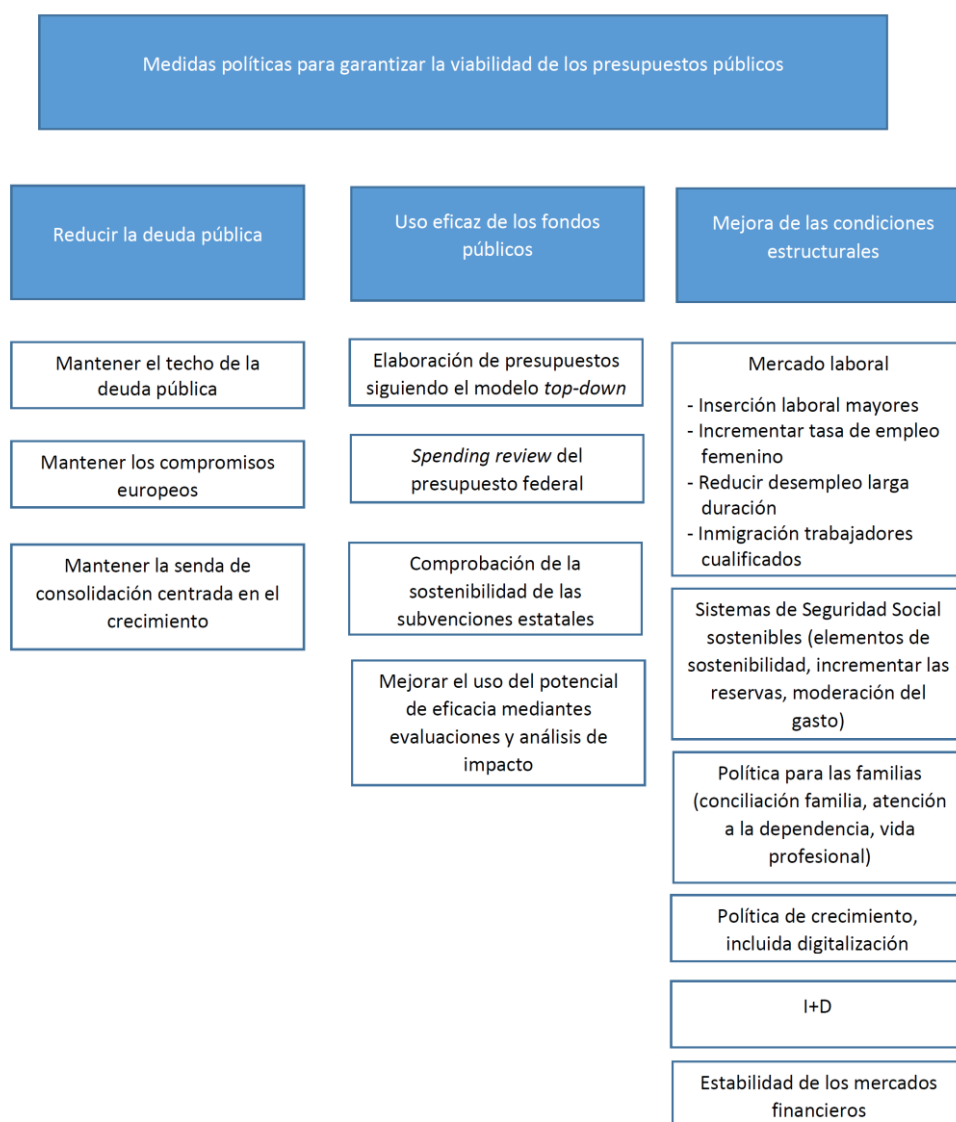 Medidas políticas para garantizar la viabilidad de los presupuestos públicos
Reducir la deuda pública
Uso eficaz de los fondos
públicos
Mejora de las condiciones
estructurales
Mantener el techo de la
deuda pública
Mantener los compromisos
europeos
Mantener la senda de
consolidación centrada en el
crecimiento
Elaboración de presupuestos
siguiendo el modelo top-down
Spending review del
presupuesto federal
Comprobación de la
sostenibilidad de las
subvenciones estatales
Mejorar el uso del potencial
de eficacia mediantes
evaluaciones y análisis de
impacto
Mercado laboral
- Inserción laboral mayores
- Incrementar tasa de empleo
femenino
- Reducir desempleo larga
duración
- Inmigración trabajadores
cualificados
Sistemas de Seguridad Social
sostenibles (elementos de
sostenibilidad, incrementar las
reservas, moderación del
gasto)
Política para las familias
(conciliación familia, atención
a la dependencia, vida
profesional)
Política de crecimiento,
incluida digitalización
I+D
Estabilidad de los mercados
financieros